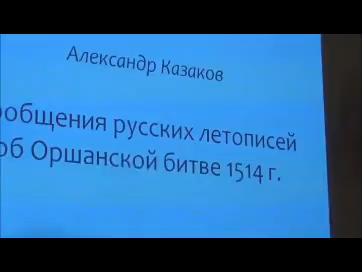 Александр Казаков
ообщения русских летописей
об Оршанской битве 1514 г.